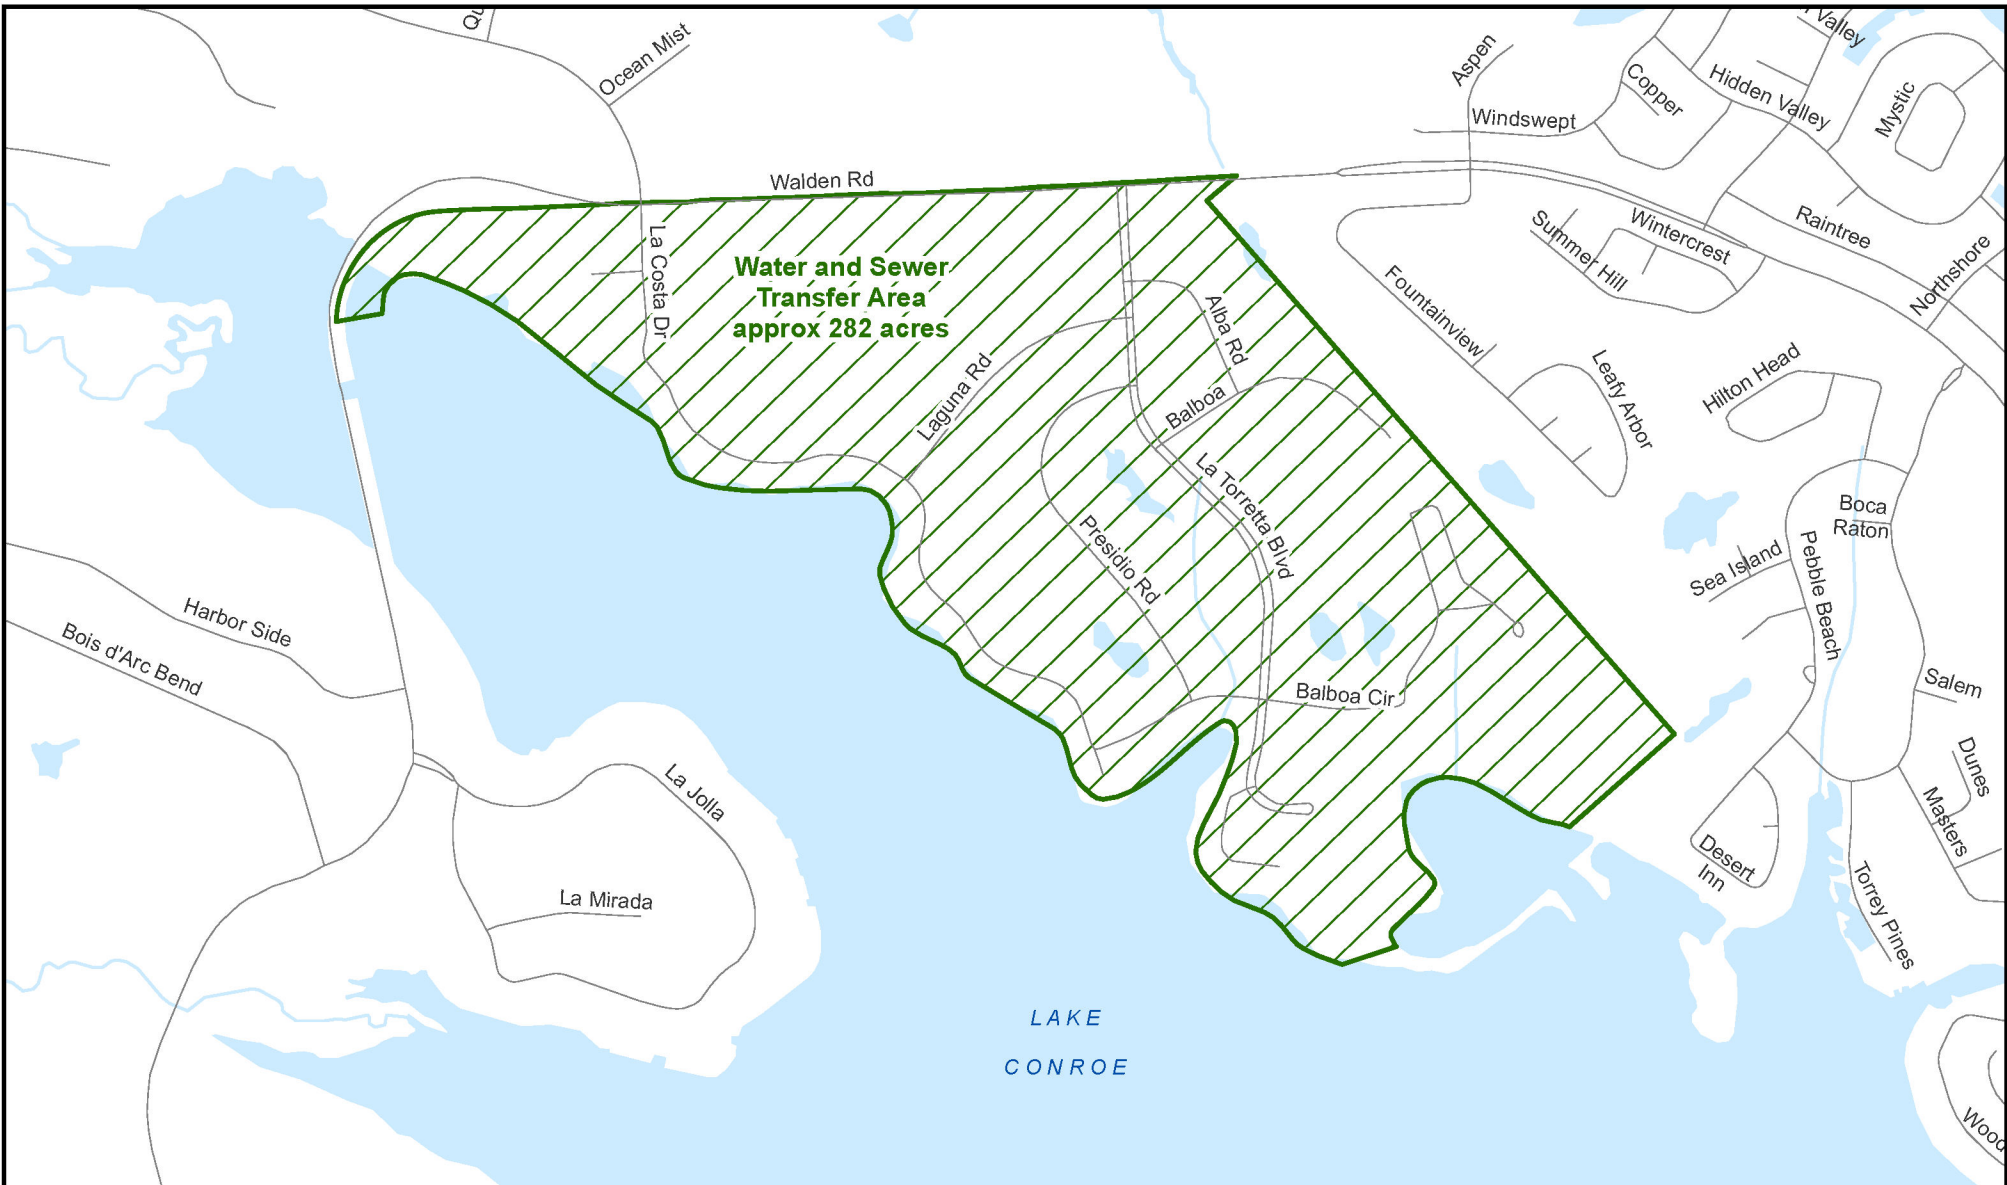 Qu
Ocean Mist
Valley
Aspen
Copper
Hidden Valley
Mystic
Windswept
Walden Rd
Raintree
Wintercrest
Summer Hill
Northshore
La Costa Dr
Water and Sewer
Transfer Area
approx 282 acres
Fountainview
Alba Rd
Laguna Rd
Leafy Arbor
Hilton Head
Balboa
La Torretta Blvd
Boca
Raton
Presidio Rd
Sea Island
Pebble Beach
Harbor Side
Bois d'Arc Bend
Balboa Cir
Salem
La Jolla
Dunes
Masters
Desert
Inn
La Mirada
Torrey Pines
LAKE
CONROE
Wood